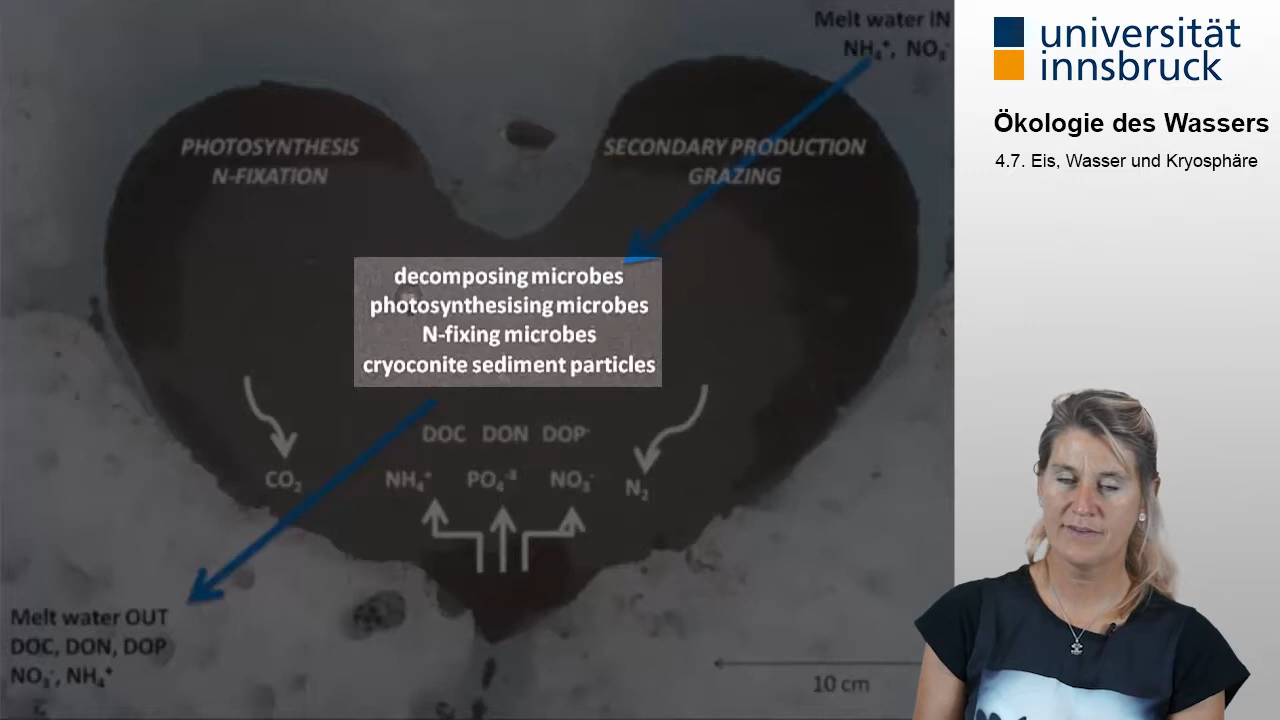 Melt water IN
NH₄⁺, NO₃⁻
universität
innsbruck
Ökologie des Wassers
4.7. Eis, Wasser und Kryosphäre
PHOTOSYNTHESIS
N-FIXATION
SECONDARY PRODUCTION
GRAZING
decomposing microbes
photosynthesising microbes
N-fixing microbes
cryoconite sediment particles
DOC DON DOP⁻
CO₂ NH₄⁺ PO₄⁻³ NO₃⁻ N₂
Melt water OUT
DOC, DON, DOP
NO₃⁻, NH₄⁺
10 cm